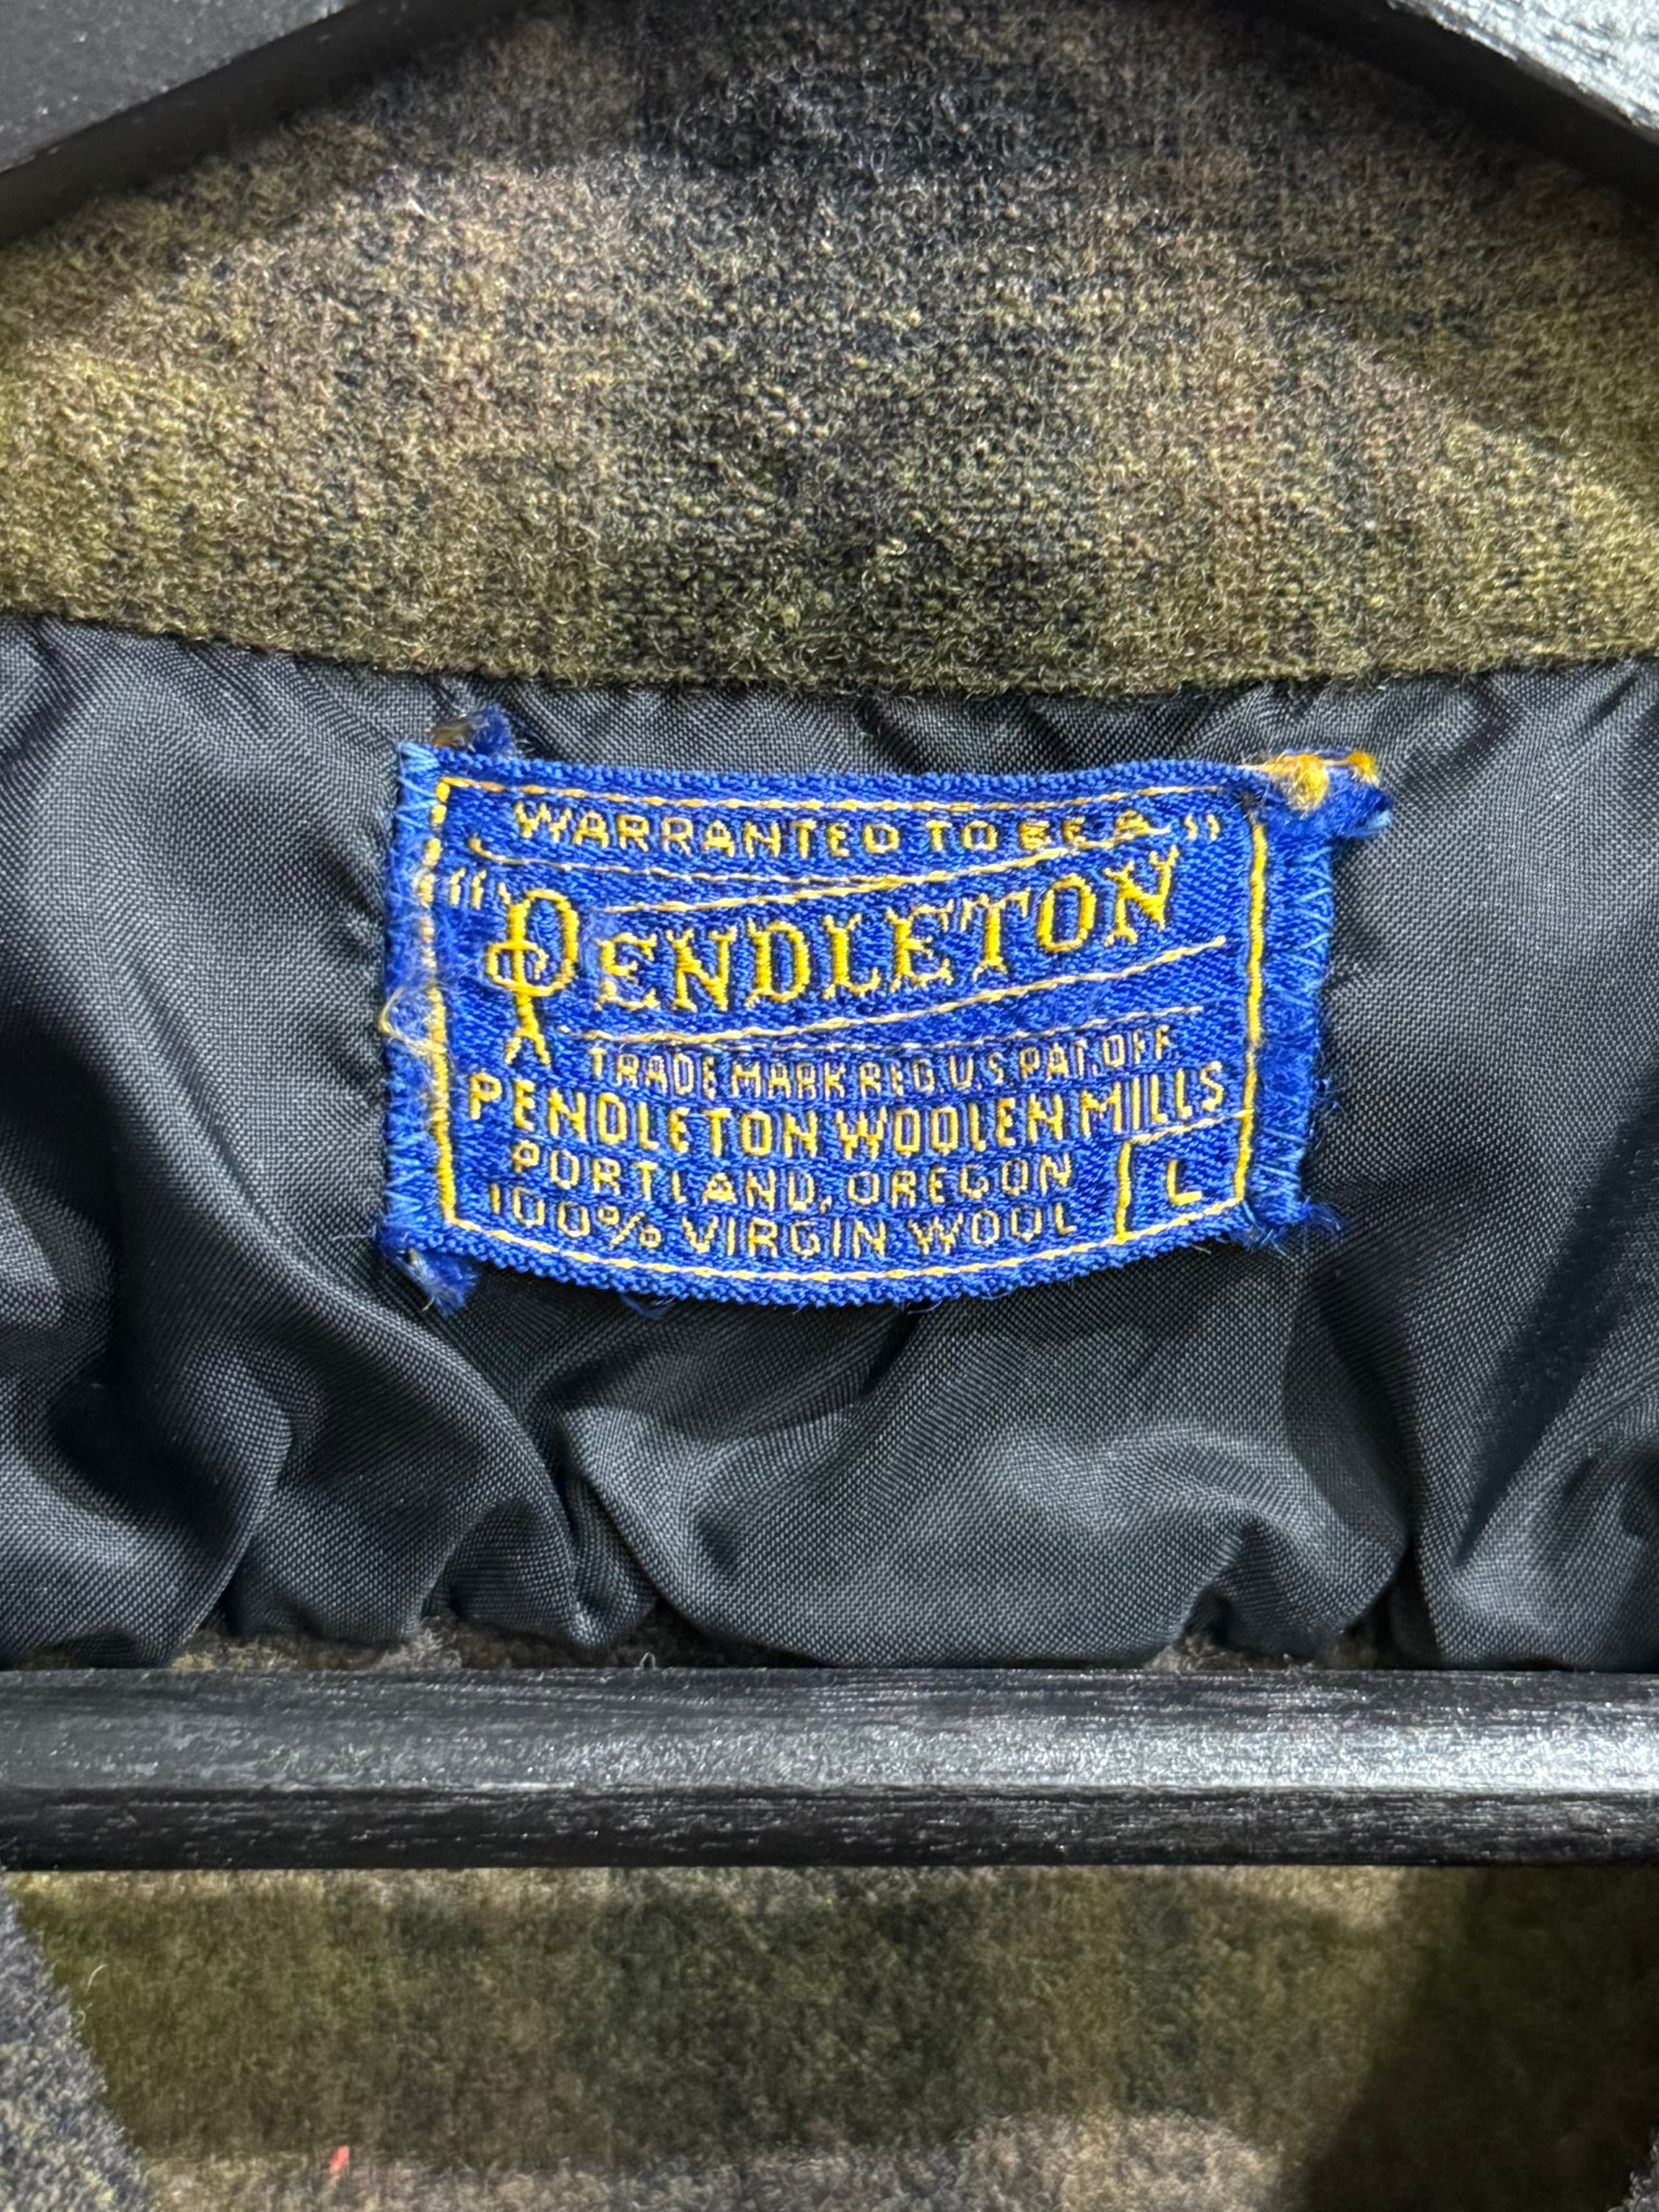 WARRANTED TO BE A
"PENDLETON"
TRADE MARK REG. U.S. PAT. OFF.
PENDLETON WOOLEN MILLS
PORTLAND, OREGON
100% VIRGIN WOOL
L